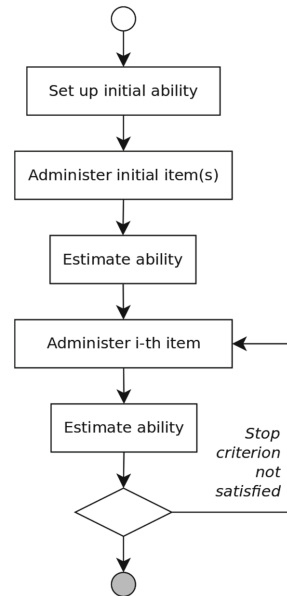 Set up initial ability
Administer initial item(s)
Estimate ability
Administer i-th item
Estimate ability
Stop
criterion
not
satisfied